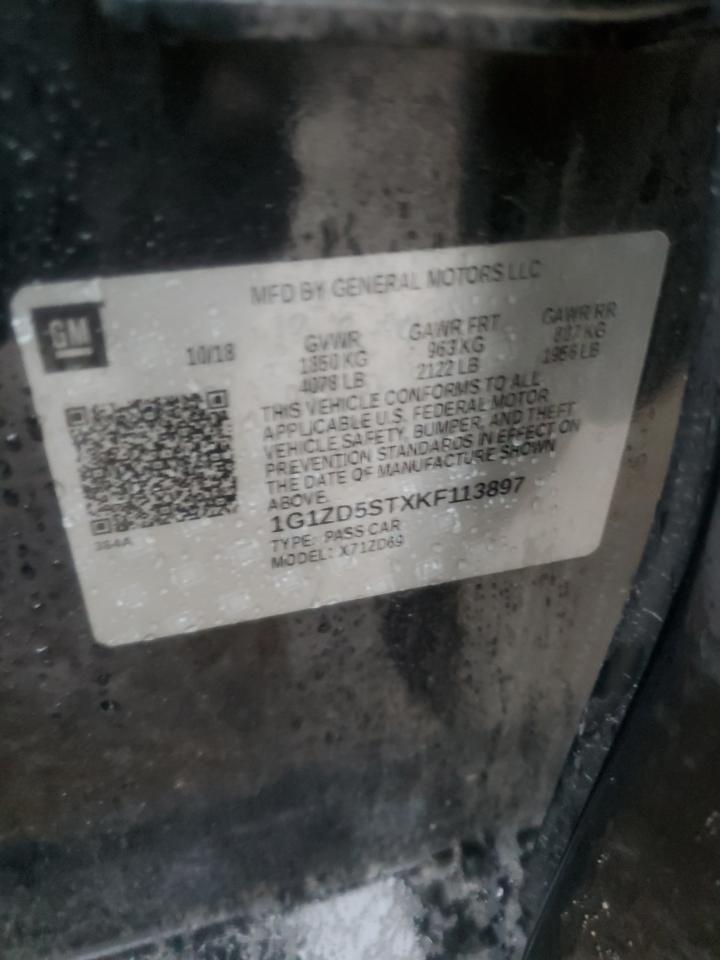 MFD BY GENERAL MOTORS LLC
GM
10/18
GVWR
1850 KG
4078 LB
GAWR FRT
963 KG
2122 LB
GAWR RR
887 KG
1956 LB
THIS VEHICLE CONFORMS TO ALL
APPLICABLE U.S. FEDERAL MOTOR
VEHICLE SAFETY, BUMPER, AND THEFT
PREVENTION STANDARDS IN EFFECT ON
THE DATE OF MANUFACTURE SHOWN
ABOVE.
1G1ZD5STXKF113897
TYPE: PASS CAR
MODEL: X71ZD69
384A